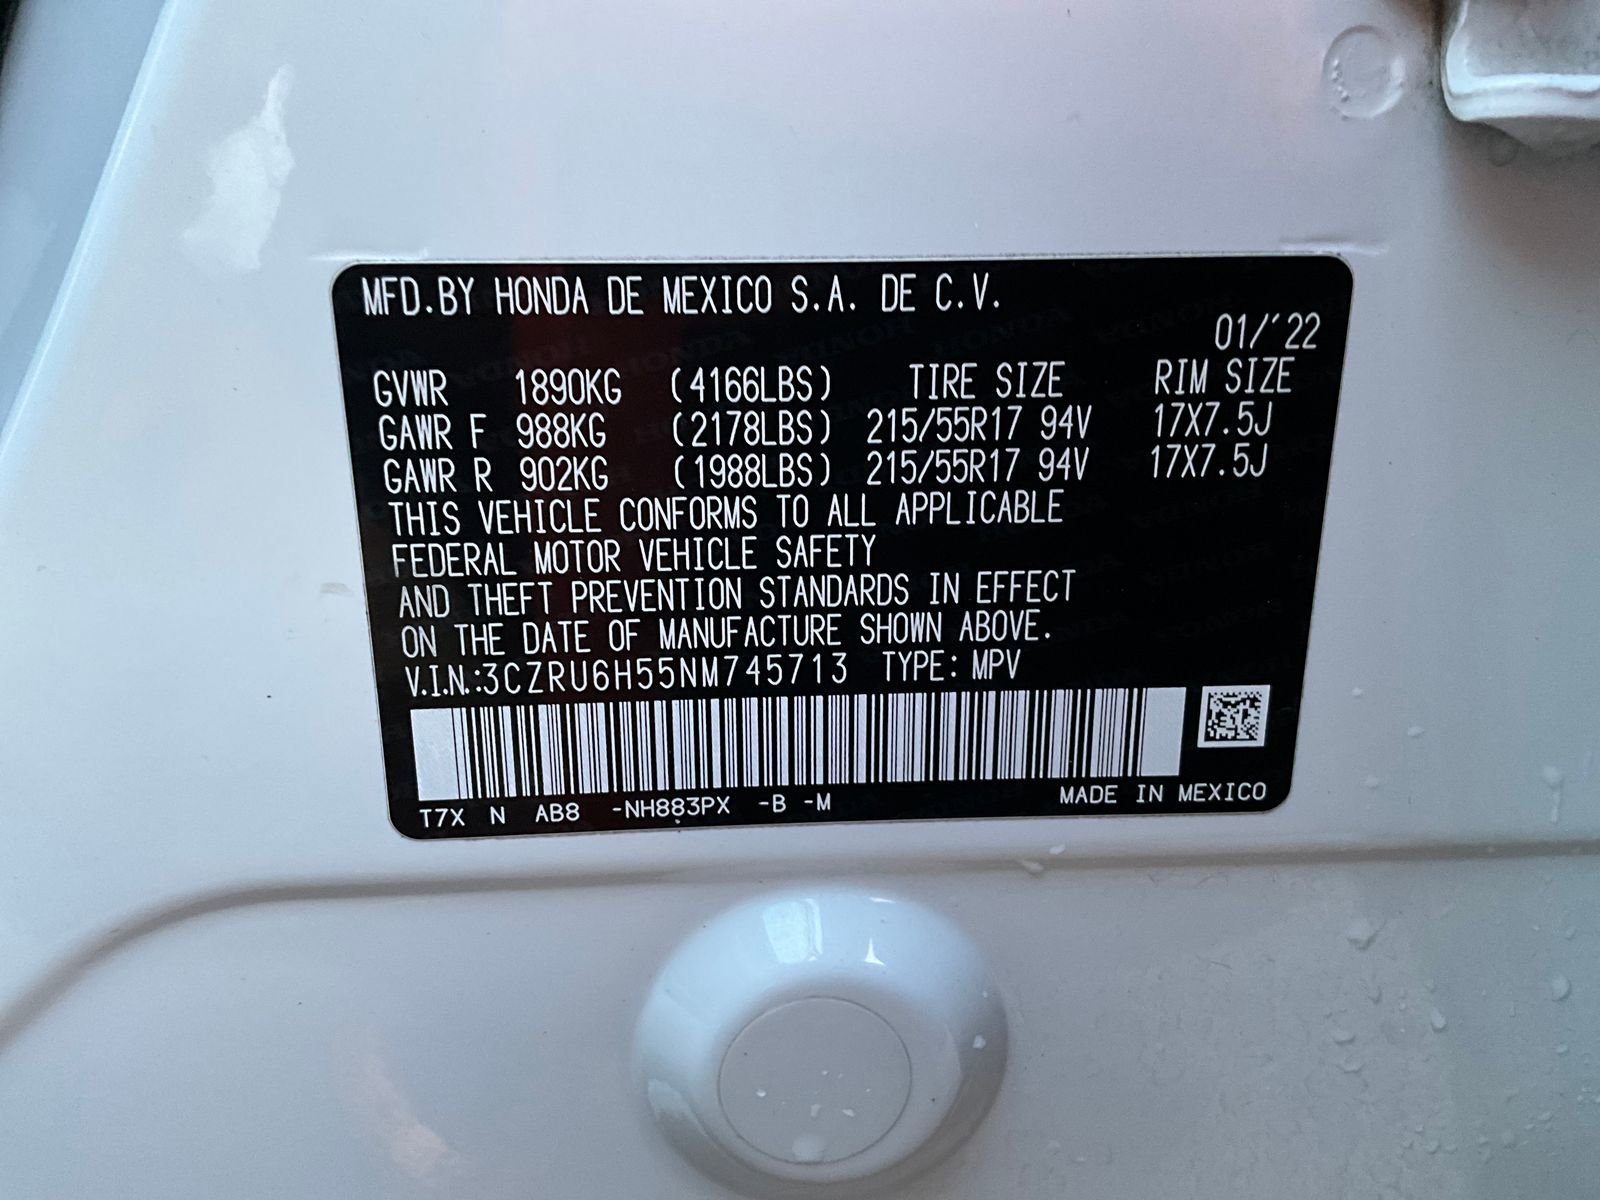 MFD.BY HONDA DE MEXICO S.A. DE C.V.
01/'22
GVWR 1890KG (4166LBS) TIRE SIZE RIM SIZE
GAWR F 988KG (2178LBS) 215/55R17 94V 17X7.5J
GAWR R 902KG (1988LBS) 215/55R17 94V 17X7.5J
THIS VEHICLE CONFORMS TO ALL APPLICABLE
FEDERAL MOTOR VEHICLE SAFETY
AND THEFT PREVENTION STANDARDS IN EFFECT
ON THE DATE OF MANUFACTURE SHOWN ABOVE.
V.I.N.:3CZRU6H55NM745713 TYPE: MPV
T7X N AB8 -NH883PX -B -M MADE IN MEXICO